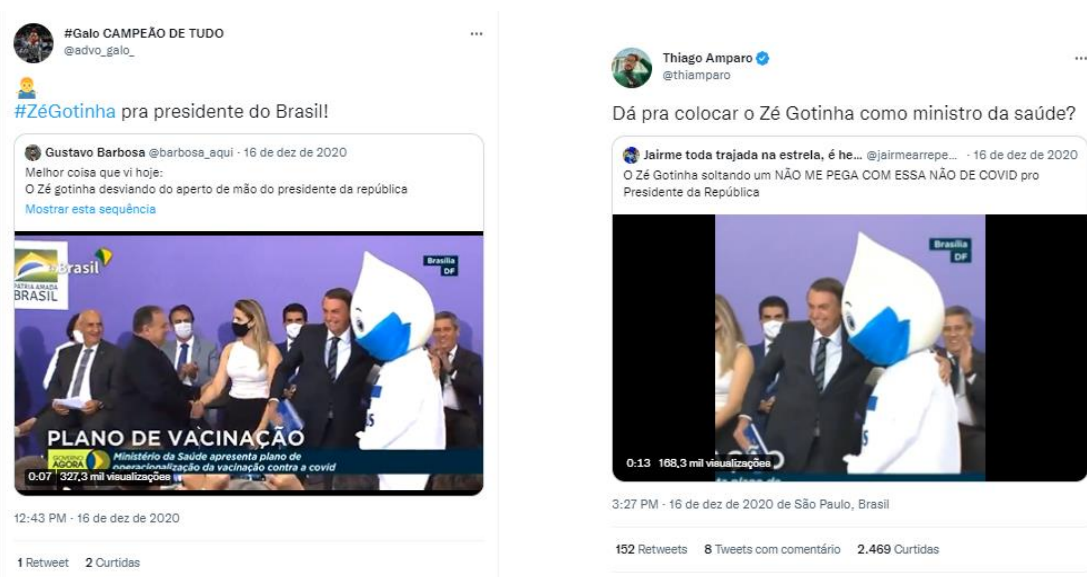 #Galo CAMPEÃO DE TUDO
@advo_galo_
#ZéGotinha pra presidente do Brasil!
Gustavo Barbosa @barbosa_aqui · 16 de dez de 2020
Melhor coisa que vi hoje:
O Zé gotinha desviando do aperto de mão do presidente da república
Mostrar esta sequência
Brasil
PÁTRIA AMADA
BRASIL
Brasília
DF
PLANO DE VACINAÇÃO
GOVERNO
AGORA
Ministério da Saúde apresenta plano de
operacionalização da vacinação contra a covid
0:07 327,3 mil visualizações
12:43 PM · 16 de dez de 2020
1 Retweet 2 Curtidas
Thiago Amparo
@thiamparo
Dá pra colocar o Zé Gotinha como ministro da saúde?
Jairme toda trajada na estrela, é he... @jairmearrepe... · 16 de dez de 2020
O Zé Gotinha soltando um NÃO ME PEGA COM ESSA NÃO DE COVID pro
Presidente da República
Brasília
DF
0:13 168,3 mil visualizações
3:27 PM · 16 de dez de 2020 de São Paulo, Brasil
152 Retweets 8 Tweets com comentário 2.469 Curtidas